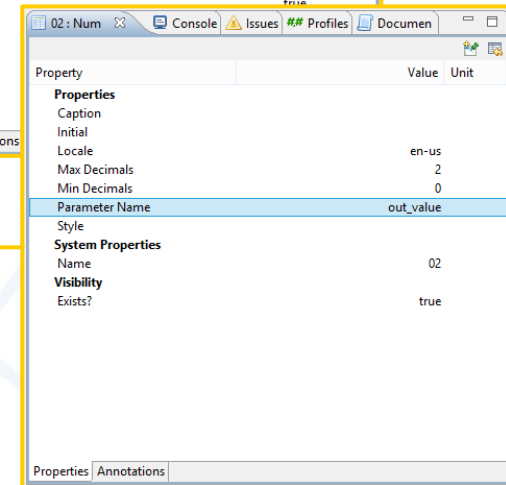 true
02 : Num Console Issues Profiles Documen
Property Value Unit
Properties
Caption
Initial
Locale en-us
Max Decimals 2
Min Decimals 0
Parameter Name out_value
Style
System Properties
Name 02
Visibility
Exists? true
ons
Properties Annotations